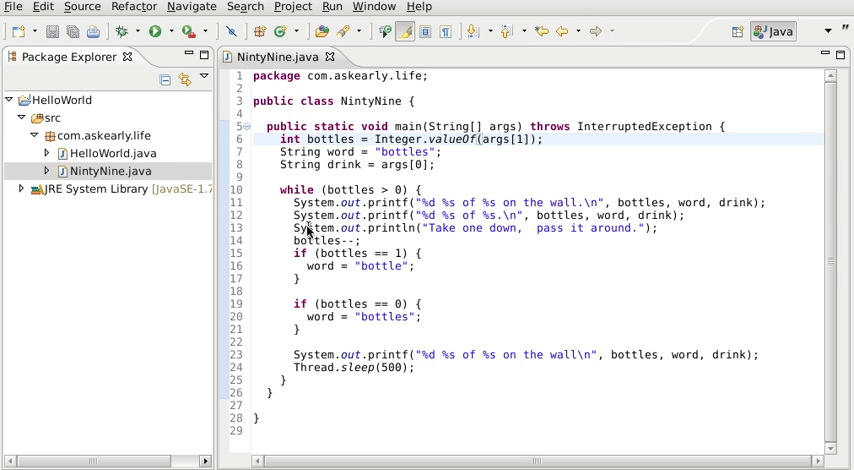 File Edit Source Refactor Navigate Search Project Run Window Help
Java
Package Explorer
HelloWorld
src
com.askearly.life
HelloWorld.java
NintyNine.java
JRE System Library [JavaSE-1.7
NintyNine.java
1 package com.askearly.life;
2
3 public class NintyNine {
4
5 public static void main(String[] args) throws InterruptedException {
6 int bottles = Integer.valueOf(args[1]);
7 String word = "bottles";
8 String drink = args[0];
9
10 while (bottles > 0) {
11 System.out.printf("%d %s of %s on the wall.\n", bottles, word, drink);
12 System.out.printf("%d %s of %s.\n", bottles, word, drink);
13 System.out.println("Take one down,  pass it around.");
14 bottles--;
15 if (bottles == 1) {
16 word = "bottle";
17 }
18
19 if (bottles == 0) {
20 word = "bottles";
21 }
22
23 System.out.printf("%d %s of %s on the wall\n", bottles, word, drink);
24 Thread.sleep(500);
25 }
26 }
27
28 }
29